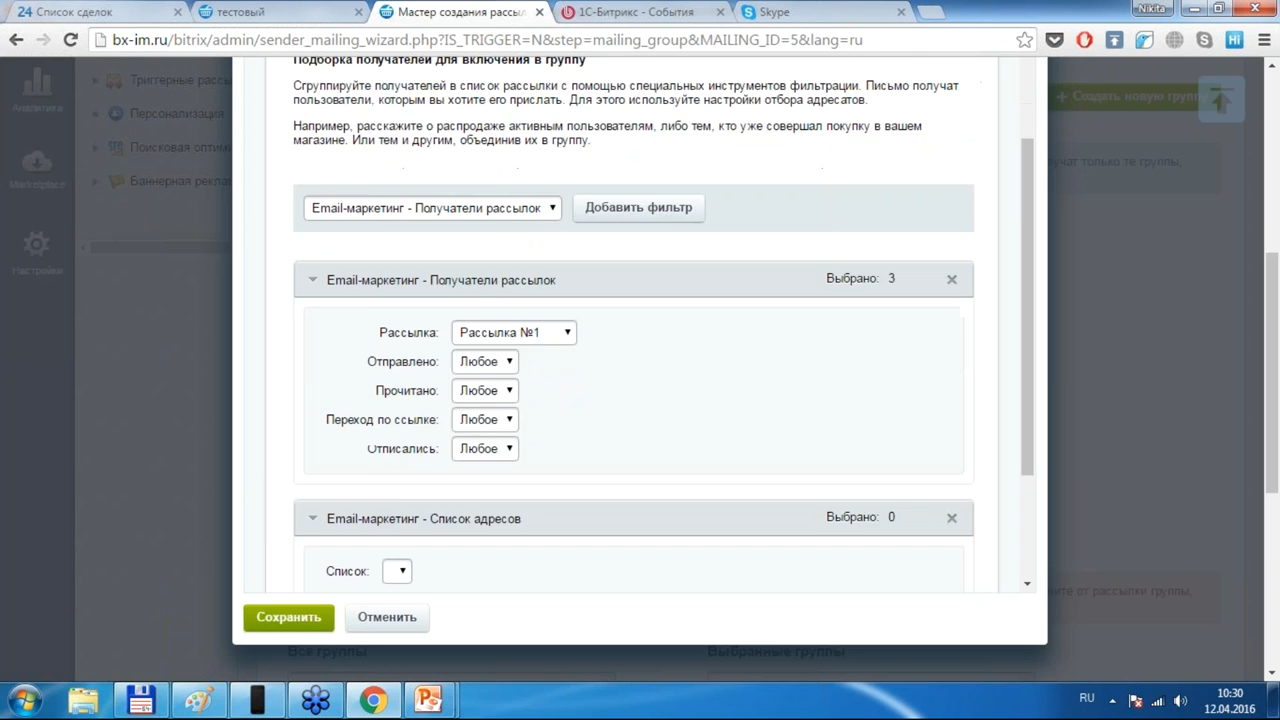 24 Список сделок
тестовый
Мастер создания рассыл
1С-Битрикс - События
Skype
Nikita
bx-im.ru/bitrix/admin/sender_mailing_wizard.php?IS_TRIGGER=N&step=mailing_group&MAILING_ID=5&lang=ru
Hi
Аналитика
Marketplace
Настройки
Триггерные рассы
Персонализация
Поисковая оптими
Баннерная реклам
+ Создать новую группу
Подборка получателей для включения в группу
Сгруппируйте получателей в список рассылки с помощью специальных инструментов фильтрации. Письмо получат
пользователи, которым вы хотите его прислать. Для этого используйте настройки отбора адресатов.
Например, расскажите о распродаже активным пользователям, либо тем, кто уже совершал покупку в вашем
магазине. Или тем и другим, объединив их в группу.
учат только те группы,
Email-маркетинг - Получатели рассылок
Добавить фильтр
Email-маркетинг - Получатели рассылок
Выбрано: 3
Рассылка: Рассылка №1
Отправлено: Любое
Прочитано: Любое
Переход по ссылке: Любое
Отписались: Любое
Email-маркетинг - Список адресов
Выбрано: 0
Список:
ите от рассылки группы,
Сохранить
Отменить
Все группы
Выбранные группы
RU
10:30
12.04.2016